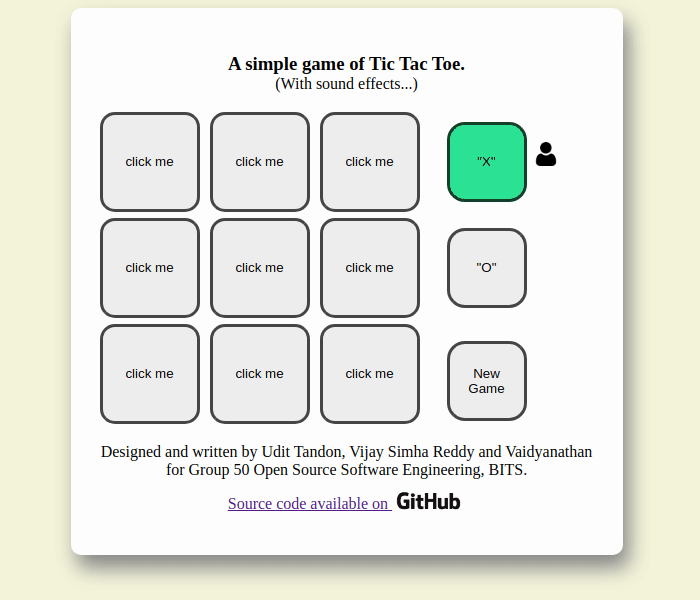 A simple game of Tic Tac Toe.
(With sound effects...)
click me click me click me "X"
click me click me click me "O"
click me click me click me New
Game
Designed and written by Udit Tandon, Vijay Simha Reddy and Vaidyanathan
for Group 50 Open Source Software Engineering, BITS.
Source code available on GitHub